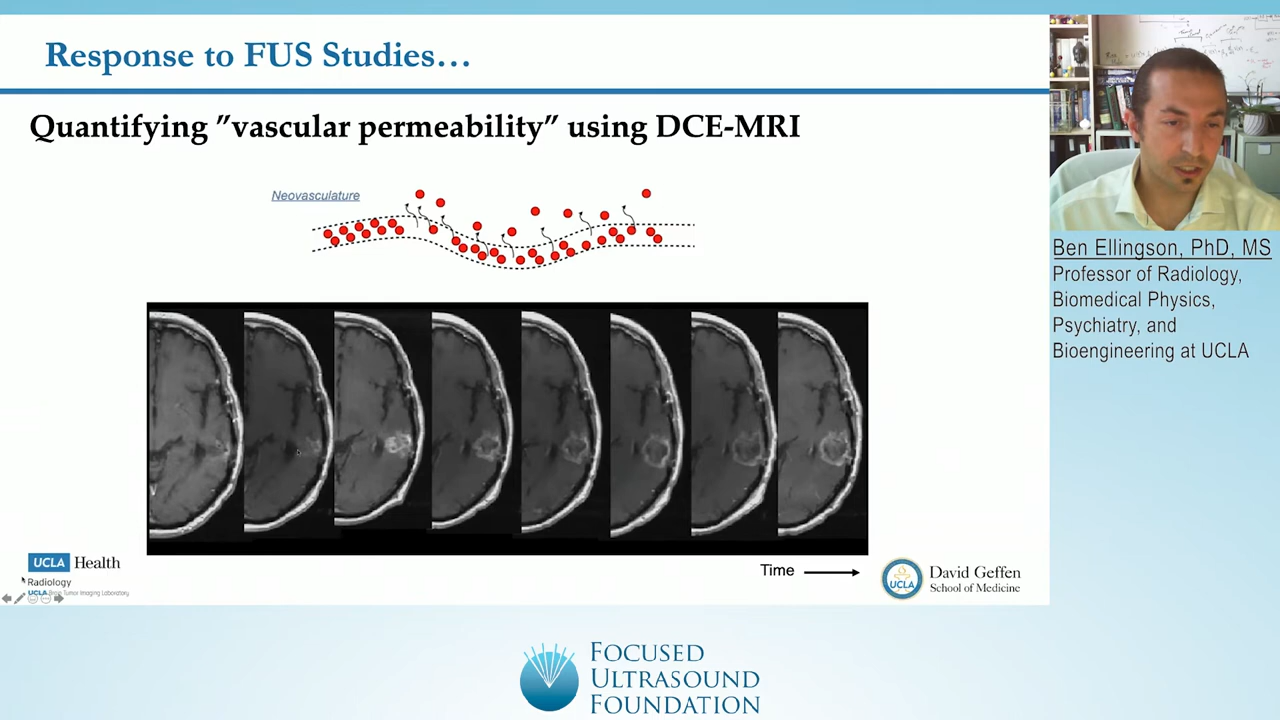 Response to FUS Studies...
Quantifying ”vascular permeability” using DCE-MRI
Neovasculature
Time
UCLA Health
Radiology
UCLA Brain Tumor Imaging Laboratory
UCLA
David Geffen
School of Medicine
Ben Ellingson, PhD, MS
Professor of Radiology,
Biomedical Physics,
Psychiatry, and
Bioengineering at UCLA
FOCUSED
ULTRASOUND
FOUNDATION